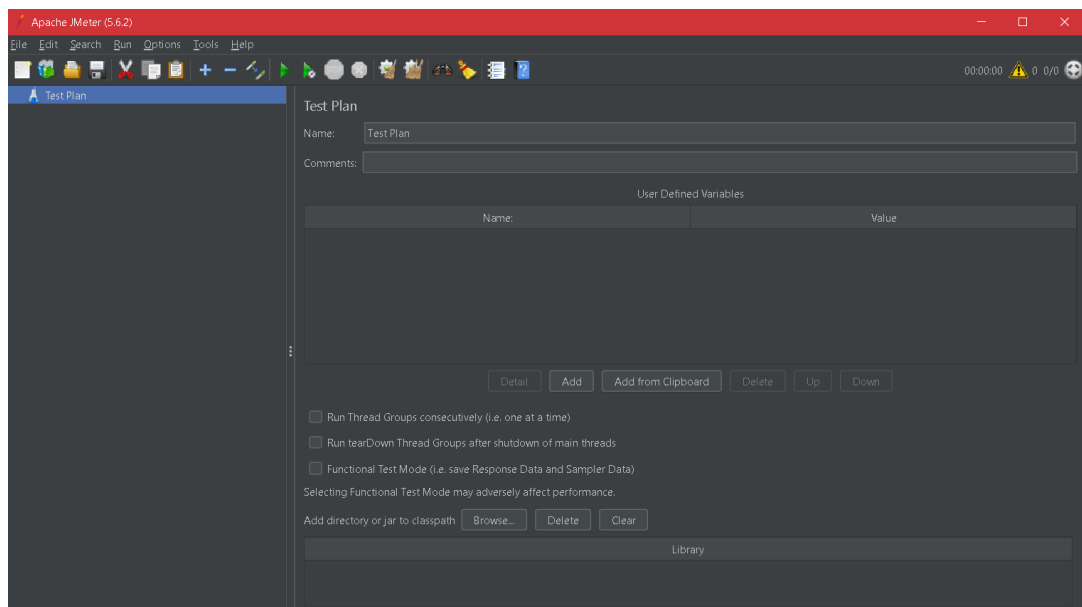 Apache JMeter (5.6.2)
File Edit Search Run Options Tools Help
00:00:00 0 0/0
Test Plan
Test Plan
Name: Test Plan
Comments:
User Defined Variables
Name: Value
Detail Add Add from Clipboard Delete Up Down
Run Thread Groups consecutively (i.e. one at a time)
Run tearDown Thread Groups after shutdown of main threads
Functional Test Mode (i.e. save Response Data and Sampler Data)
Selecting Functional Test Mode may adversely affect performance.
Add directory or jar to classpath Browse... Delete Clear
Library